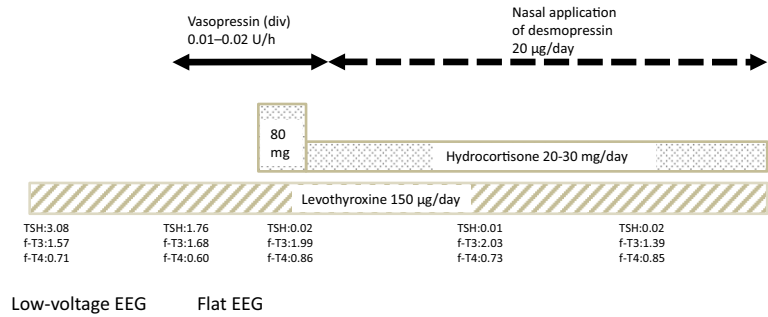 Vasopressin (div)
0.01–0.02 U/h
Nasal application
of desmopressin
20 μg/day
80
mg
Hydrocortisone 20-30 mg/day
Levothyroxine 150 μg/day
TSH:3.08
f-T3:1.57
f-T4:0.71
TSH:1.76
f-T3:1.68
f-T4:0.60
TSH:0.02
f-T3:1.99
f-T4:0.86
TSH:0.01
f-T3:2.03
f-T4:0.73
TSH:0.02
f-T3:1.39
f-T4:0.85
Low-voltage EEG
Flat EEG